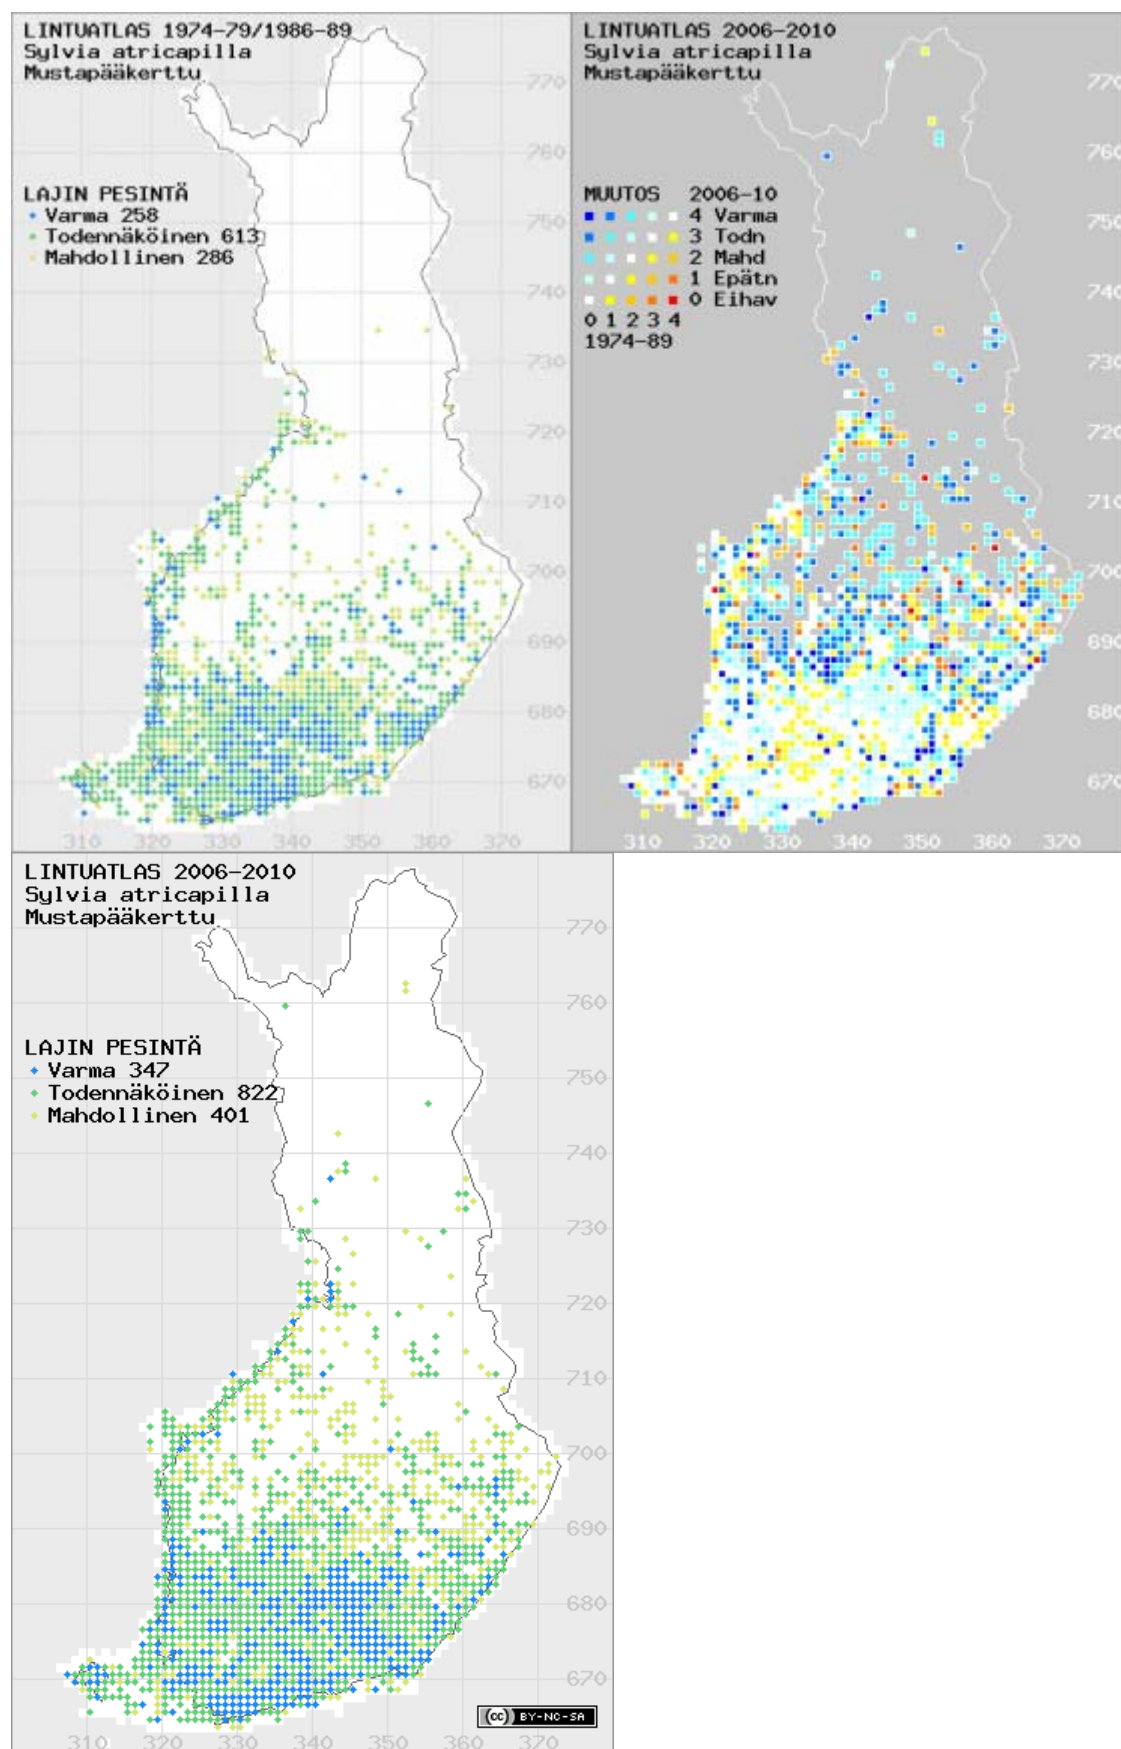 LINTUATLAS 1974-79/1986-89
Sylvia atricapilla
Mustapääkerttu
770
760
LAJIN PESINTÄ
Varma 258
750
Todennäköinen 613
Mahdollinen 286
740
730
720
710
700
690
680
670
310 320 330 340 350 360 370
LINTUATLAS 2006-2010
Sylvia atricapilla
Mustapääkerttu
770
760
MUUTOS 2006-10
4 Varma
750
3 Todn
2 Mahd
1 Epätn
740
0 Eihav
0 1 2 3 4
1974-89
730
720
710
700
690
680
670
310 320 330 340 350 360 370
LINTUATLAS 2006-2010
Sylvia atricapilla
Mustapääkerttu
770
760
LAJIN PESINTÄ
Varma 347
750
Todennäköinen 822
Mahdollinen 401
740
730
720
710
700
690
680
670
cc BY-NC-SA
310 320 330 340 350 360 370